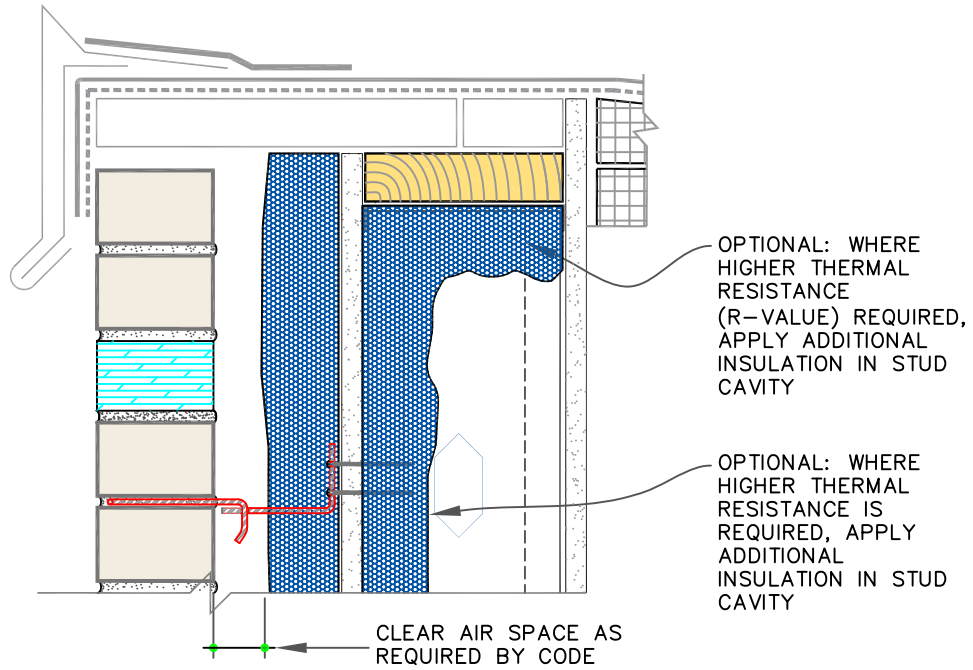 OPTIONAL: WHERE
HIGHER THERMAL
RESISTANCE
(R-VALUE) REQUIRED,
APPLY ADDITIONAL
INSULATION IN STUD
CAVITY
OPTIONAL: WHERE
HIGHER THERMAL
RESISTANCE IS
REQUIRED, APPLY
ADDITIONAL
INSULATION IN STUD
CAVITY
CLEAR AIR SPACE AS
REQUIRED BY CODE